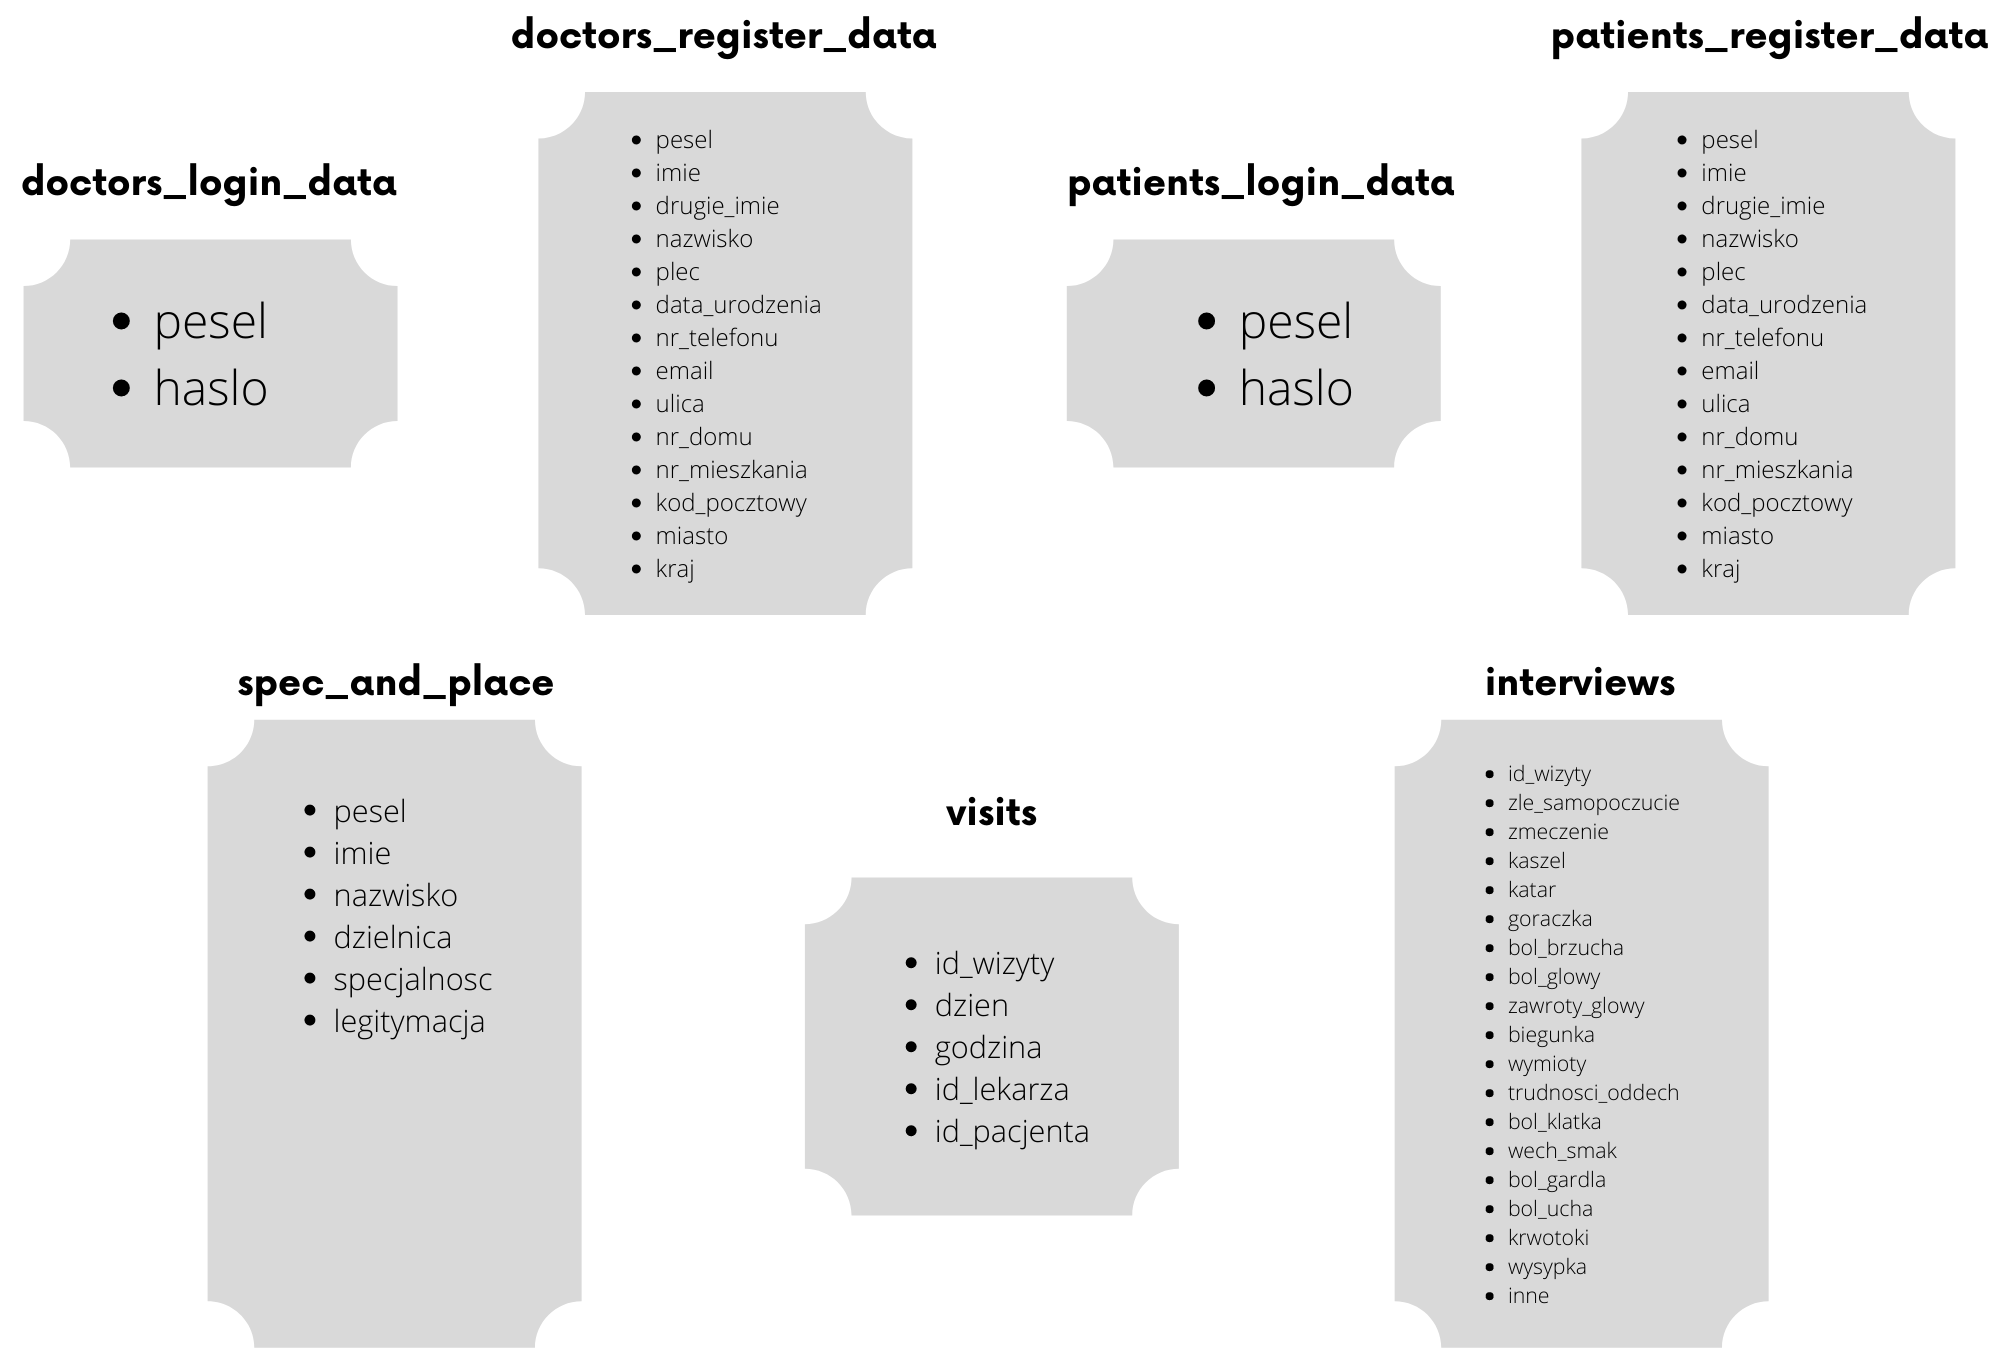 doctors_register_data
pesel
imie
drugie_imie
nazwisko
plec
data_urodzenia
nr_telefonu
email
ulica
nr_domu
nr_mieszkania
kod_pocztowy
miasto
kraj
patients_register_data
pesel
imie
drugie_imie
nazwisko
plec
data_urodzenia
nr_telefonu
email
ulica
nr_domu
nr_mieszkania
kod_pocztowy
miasto
kraj
doctors_login_data
pesel
haslo
patients_login_data
pesel
haslo
spec_and_place
pesel
imie
nazwisko
dzielnica
specjalnosc
legitymacja
visits
id_wizyty
dzien
godzina
id_lekarza
id_pacjenta
interviews
id_wizyty
zle_samopoczucie
zmeczenie
kaszel
katar
goraczka
bol_brzucha
bol_glowy
zawroty_glowy
biegunka
wymioty
trudnosci_oddech
bol_klatka
wech_smak
bol_gardla
bol_ucha
krwotoki
wysypka
inne